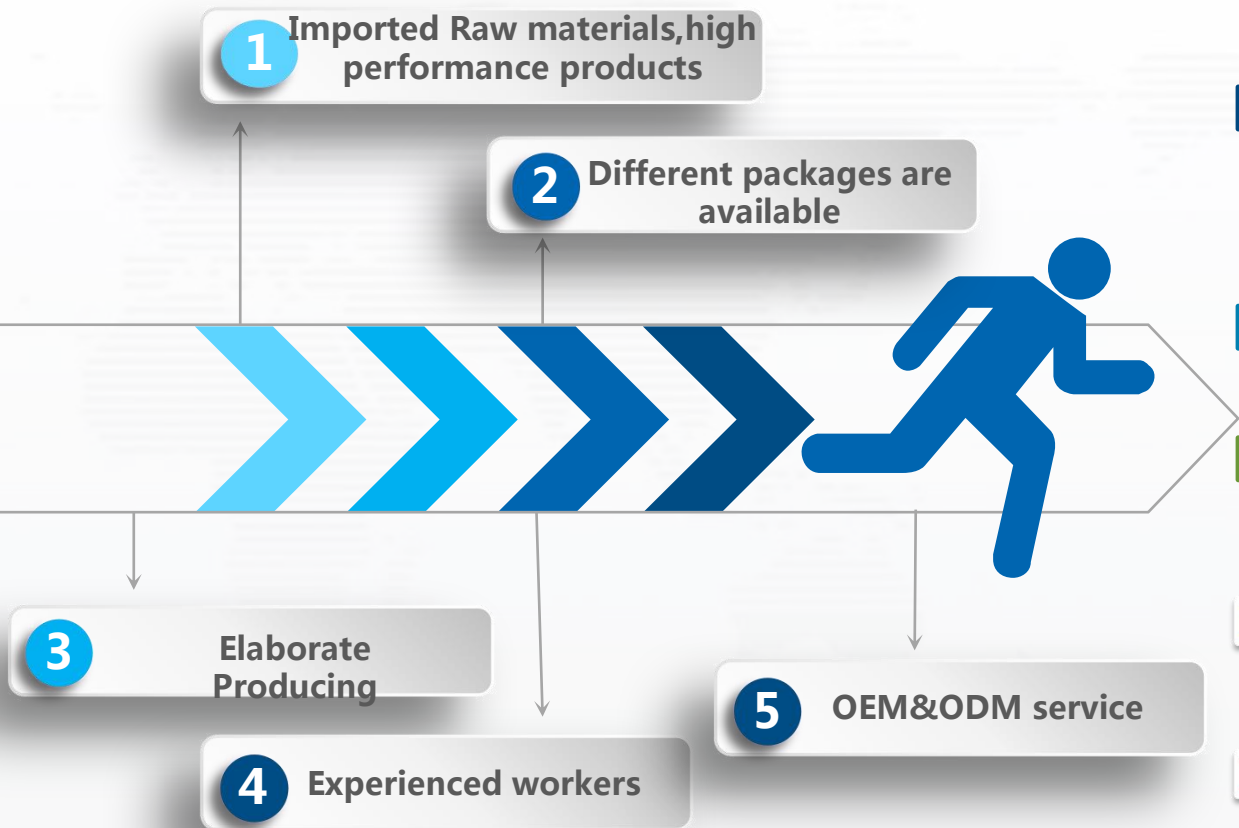 1
Imported Raw materials,high
performance products
2
Different packages are
available
3
Elaborate
Producing
4
Experienced workers
5
OEM&ODM service